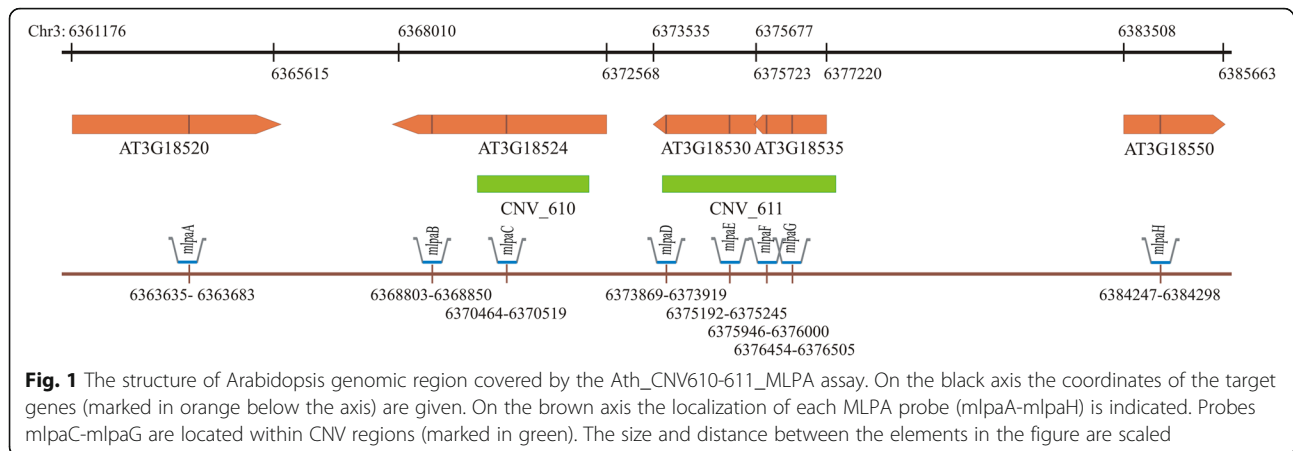 Chr3: 6361176 6368010 6373535 6375677 6383508
6365615 6372568 6375723 6377220 6385663
AT3G18520 AT3G18524 AT3G18530 AT3G18535 AT3G18550
CNV_610 CNV_611
mlpaA mlpaB mlpaC mlpaD mlpaE mlpaF mlpaG mlpaH
6363635- 6363683 6368803-6368850 6373869-6373919 6384247-6384298
6370464-6370519 6375192-6375245
6375946-6376000
6376454-6376505
Fig. 1 The structure of Arabidopsis genomic region covered by the Ath_CNV610-611_MLPA assay. On the black axis the coordinates of the target
genes (marked in orange below the axis) are given. On the brown axis the localization of each MLPA probe (mlpaA-mlpaH) is indicated. Probes
mlpaC-mlpaG are located within CNV regions (marked in green). The size and distance between the elements in the figure are scaled